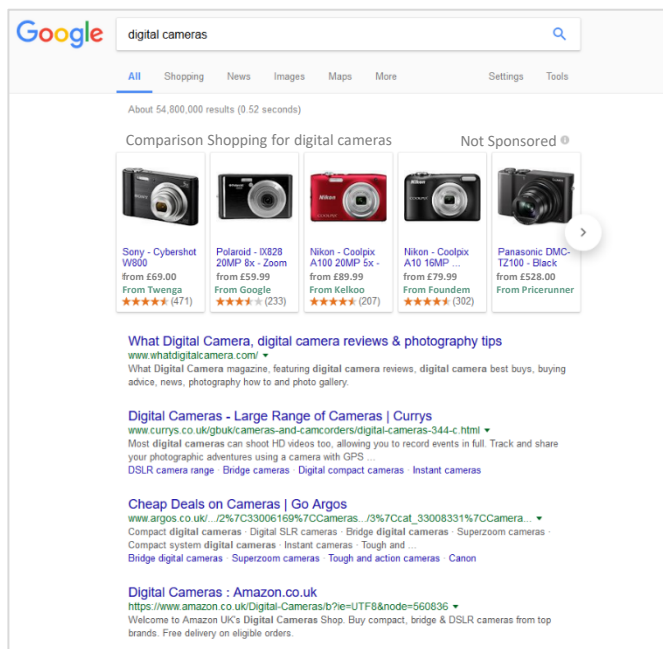 Google
digital cameras
All Shopping News Images Maps More Settings Tools
About 54,800,000 results (0.52 seconds)
Comparison Shopping for digital cameras Not Sponsored
Sony - Cybershot
W800
from £69.00
From Twenga
(471)
Polaroid - IX828
20MP 8x - Zoom
from £59.99
From Google
(233)
Nikon - Coolpix
A100 20MP 5x -
from £89.99
From Kelkoo
(207)
Nikon - Coolpix
A10 16MP ...
from £79.99
From Foundem
(302)
Panasonic DMC-
TZ100 - Black
from £528.00
From Pricerunner
What Digital Camera, digital camera reviews & photography tips
www.whatdigitalcamera.com/
What Digital Camera magazine, featuring digital camera reviews, digital camera best buys, buying
advice, news, photography how to and photo gallery.
Digital Cameras - Large Range of Cameras | Currys
www.currys.co.uk/gbuk/cameras-and-camcorders/digital-cameras-344-c.html
Most digital cameras can shoot HD videos too, allowing you to record events in full. Track and share
your photographic adventures using a camera with GPS ...
DSLR camera range · Bridge cameras · Digital compact cameras · Instant cameras
Cheap Deals on Cameras | Go Argos
www.argos.co.uk/.../2%7C33006169%7CCameras.../3%7Ccat_33008331%7CCamera...
Compact digital cameras · Digital SLR cameras · Bridge digital cameras · Superzoom cameras ·
Compact system digital cameras · Instant cameras · Tough and ...
Bridge digital cameras · Superzoom cameras · Tough and action cameras · Canon
Digital Cameras : Amazon.co.uk
https://www.amazon.co.uk/Digital-Cameras/b?ie=UTF8&node=560836
Welcome to Amazon UK's Digital Cameras Shop. Buy compact, bridge & DSLR cameras from top
brands. Free delivery on eligible orders.